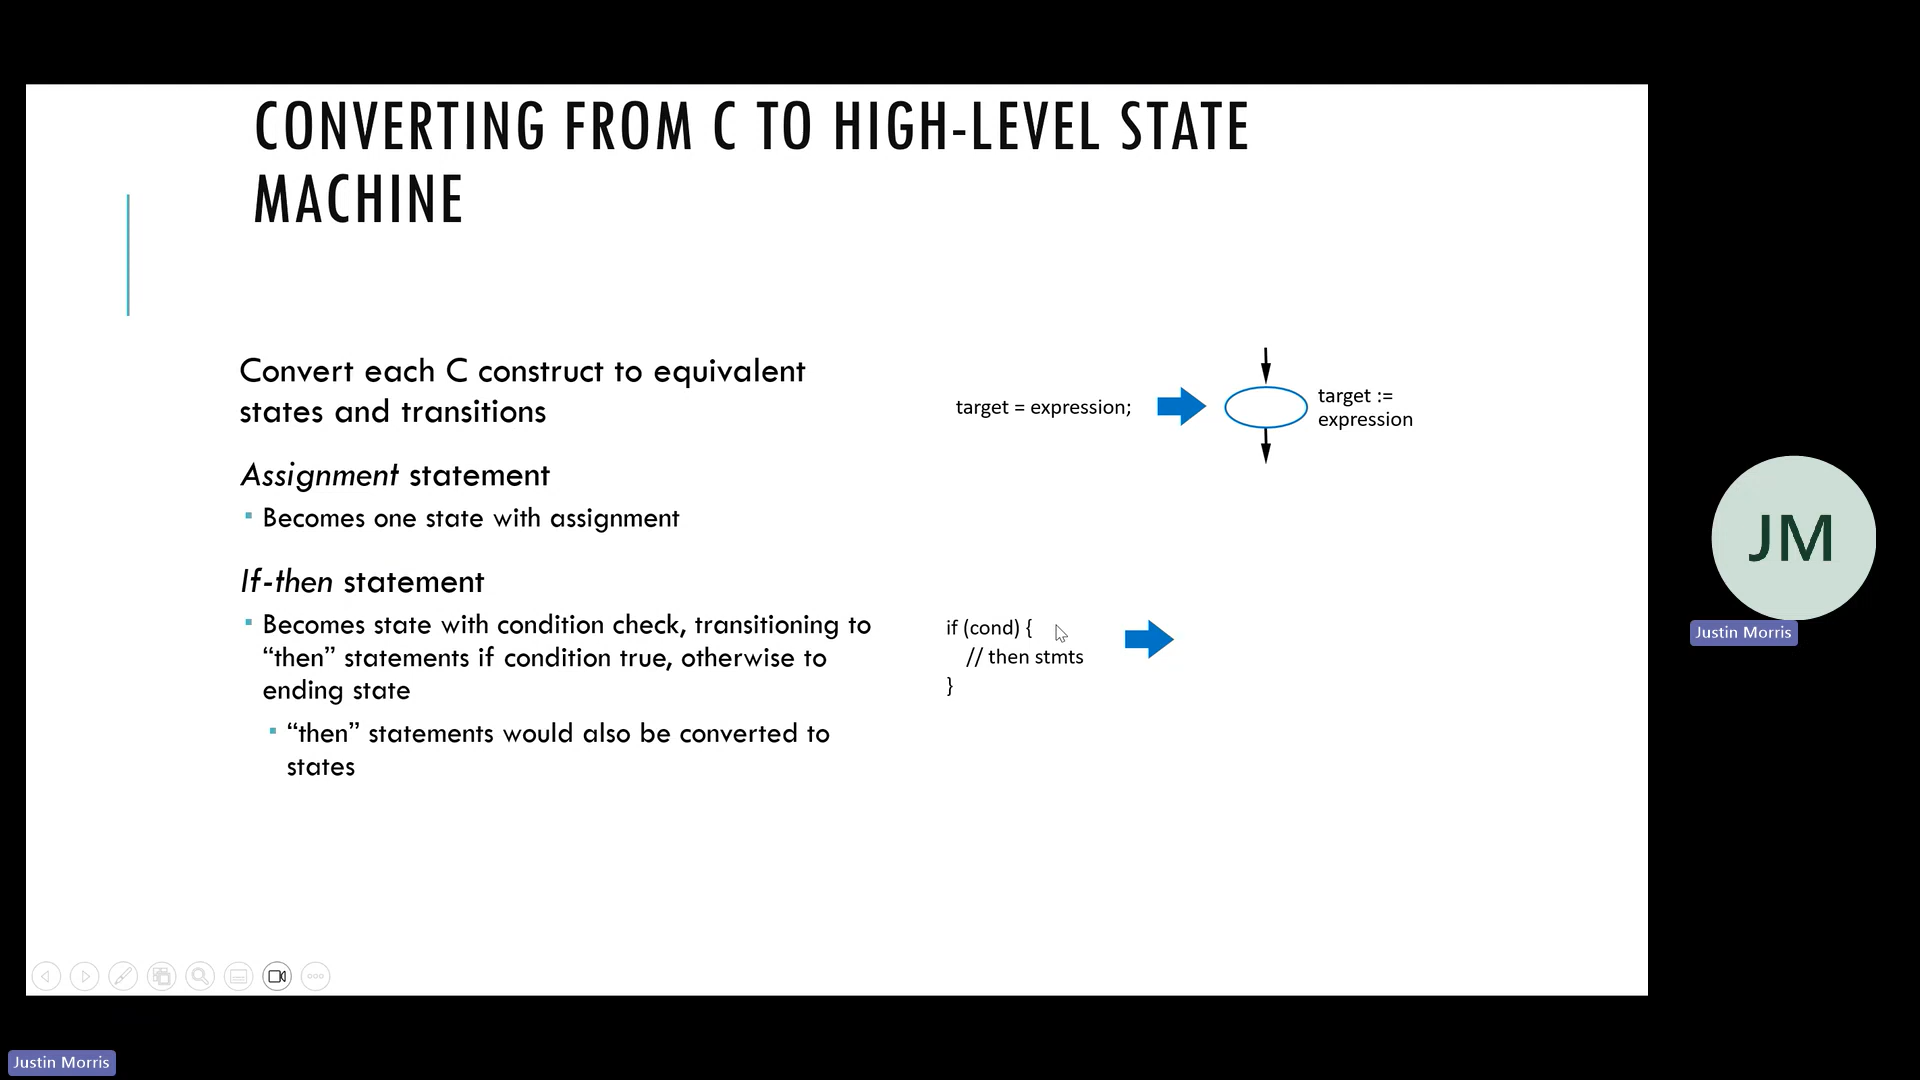 CONVERTING FROM C TO HIGH-LEVEL STATE
MACHINE
Convert each C construct to equivalent
states and transitions
Assignment statement
▪ Becomes one state with assignment
If-then statement
▪ Becomes state with condition check, transitioning to
“then” statements if condition true, otherwise to
ending state
▪ “then” statements would also be converted to
states
target = expression;
target :=
expression
if (cond) {
// then stmts
}
JM
Justin Morris
Justin Morris